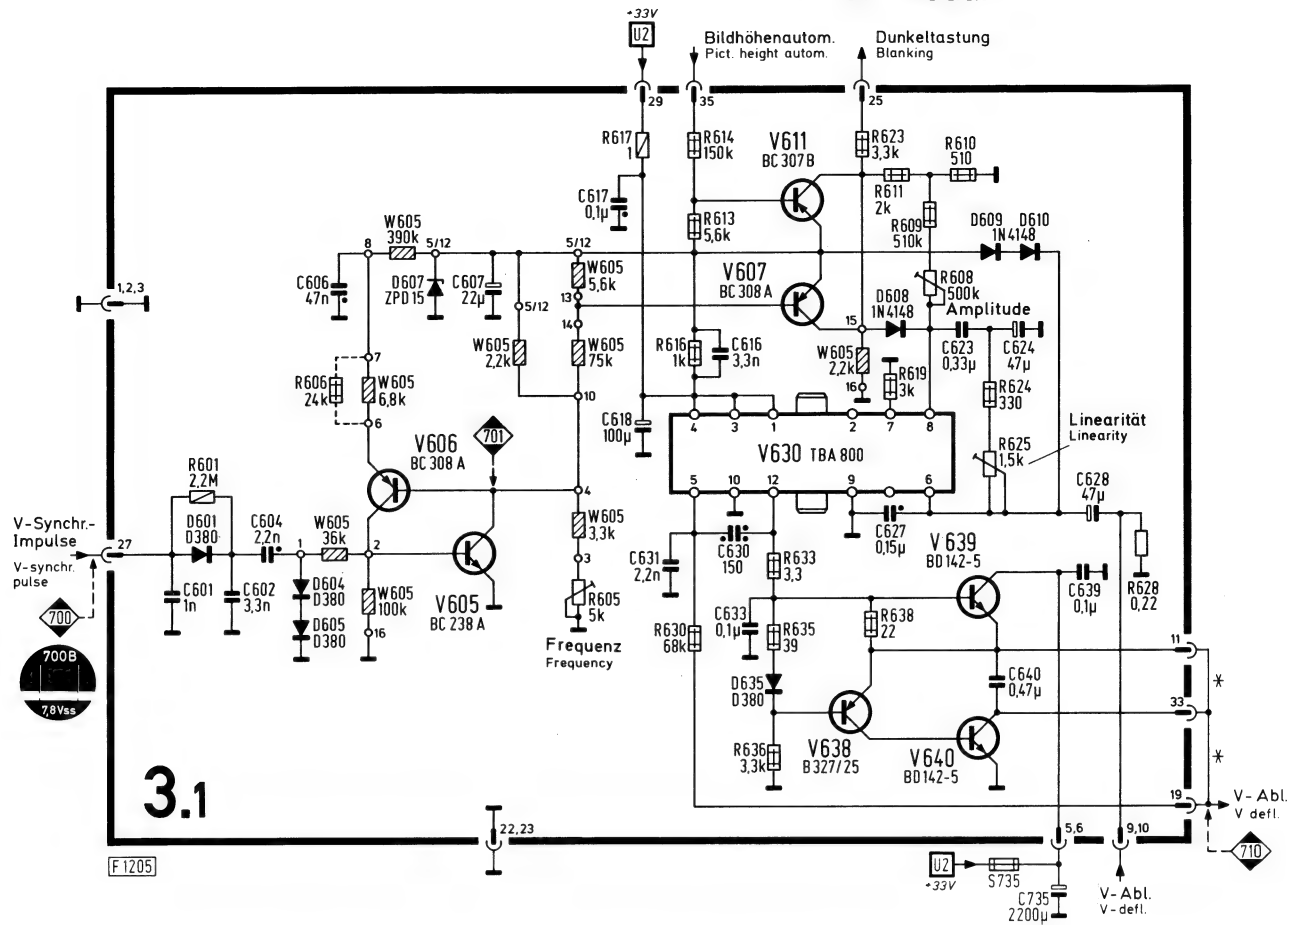 +33V
U2
Bildhöhenautom.
Pict. height autom.
Dunkeltastung
Blanking
29
35
25
R617
1
R614
150k
V611
BC 307B
R623
3,3k
R610
510
C617
0,1µ
R613
5,6k
R611
2k
R609
510k
D609
D610
1N4148
W605
390k
8
5/12
5/12
C606
47n
D607
ZPD15
C607
22µ
W605
5,6k
13
14
5/12
V607
BC 308A
R608
500k
Amplitude
D608
1N4148
15
1,2,3
7
R606
24k
W605
6,8k
6
W605
2,2k
W605
75k
10
R616
1k
C616
3,3n
W605
2,2k
16
R619
3k
C623
0,33µ
C624
47µ
R624
330
C618
100µ
4
3
1
2
7
8
V630 TBA 800
5
10
12
9
6
Linearität
Linearity
R625
1,5k
V606
BC 308 A
701
R601
2,2M
D601
D380
C604
2,2n
1
W605
36k
2
4
W605
3,3k
3
V-Synchr.-
Impulse
V-synchr.
pulse
27
C601
1n
C602
3,3n
D604
D380
D605
D380
W605
100k
16
V605
BC 238 A
R605
5k
Frequenz
Frequency
700
700B
7,8Vss
C631
2,2n
C630
150
C627
0,15µ
C628
47µ
R633
3,3
V 639
BD142-5
C639
0,1µ
R628
0,22
R630
68k
C633
0,1µ
R635
39
R638
22
11
D635
D380
C640
0,47µ
33
*
*
R636
3,3k
V638
B327/25
V640
BD142-5
19
V- Abl.
V defl.
710
3.1
F1205
22,23
5,6
9,10
U2
+33V
S735
C735
2200µ
V-Abl.
V-defl.